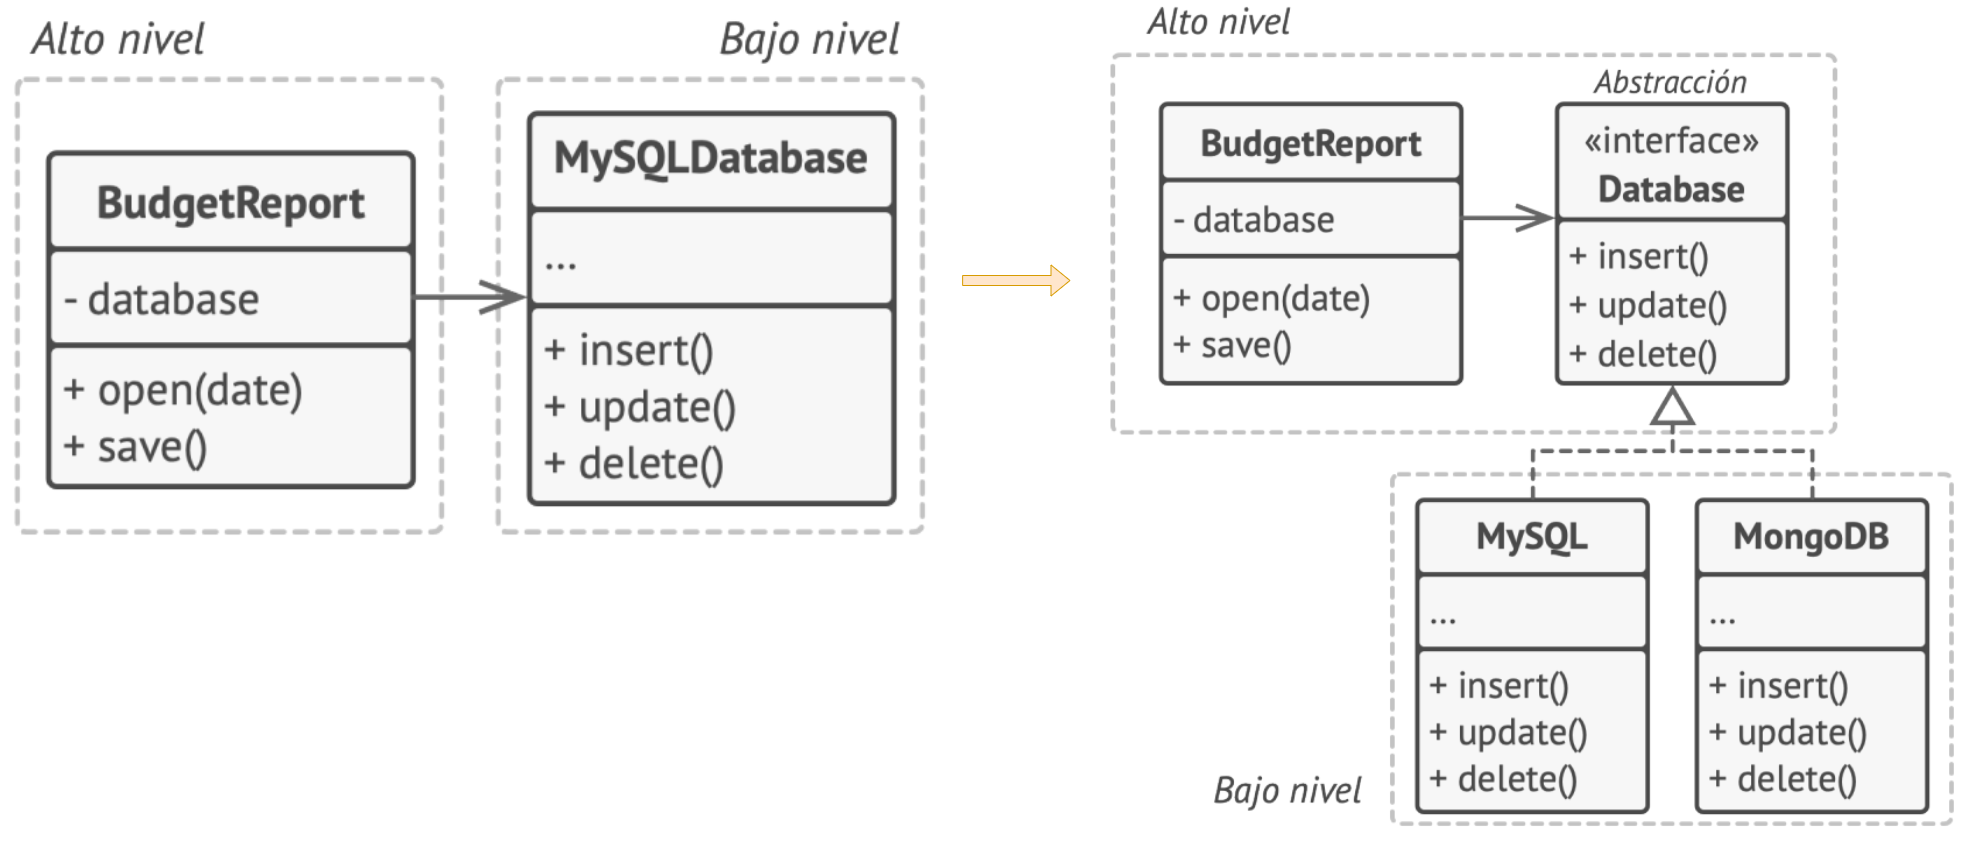 Alto nivel
BudgetReport
- database
+ open(date)
+ save()
Bajo nivel
MySQLDatabase
...
+ insert()
+ update()
+ delete()
Alto nivel
BudgetReport
- database
+ open(date)
+ save()
Abstracción
«interface»
Database
+ insert()
+ update()
+ delete()
Bajo nivel
MySQL
...
+ insert()
+ update()
+ delete()
MongoDB
...
+ insert()
+ update()
+ delete()